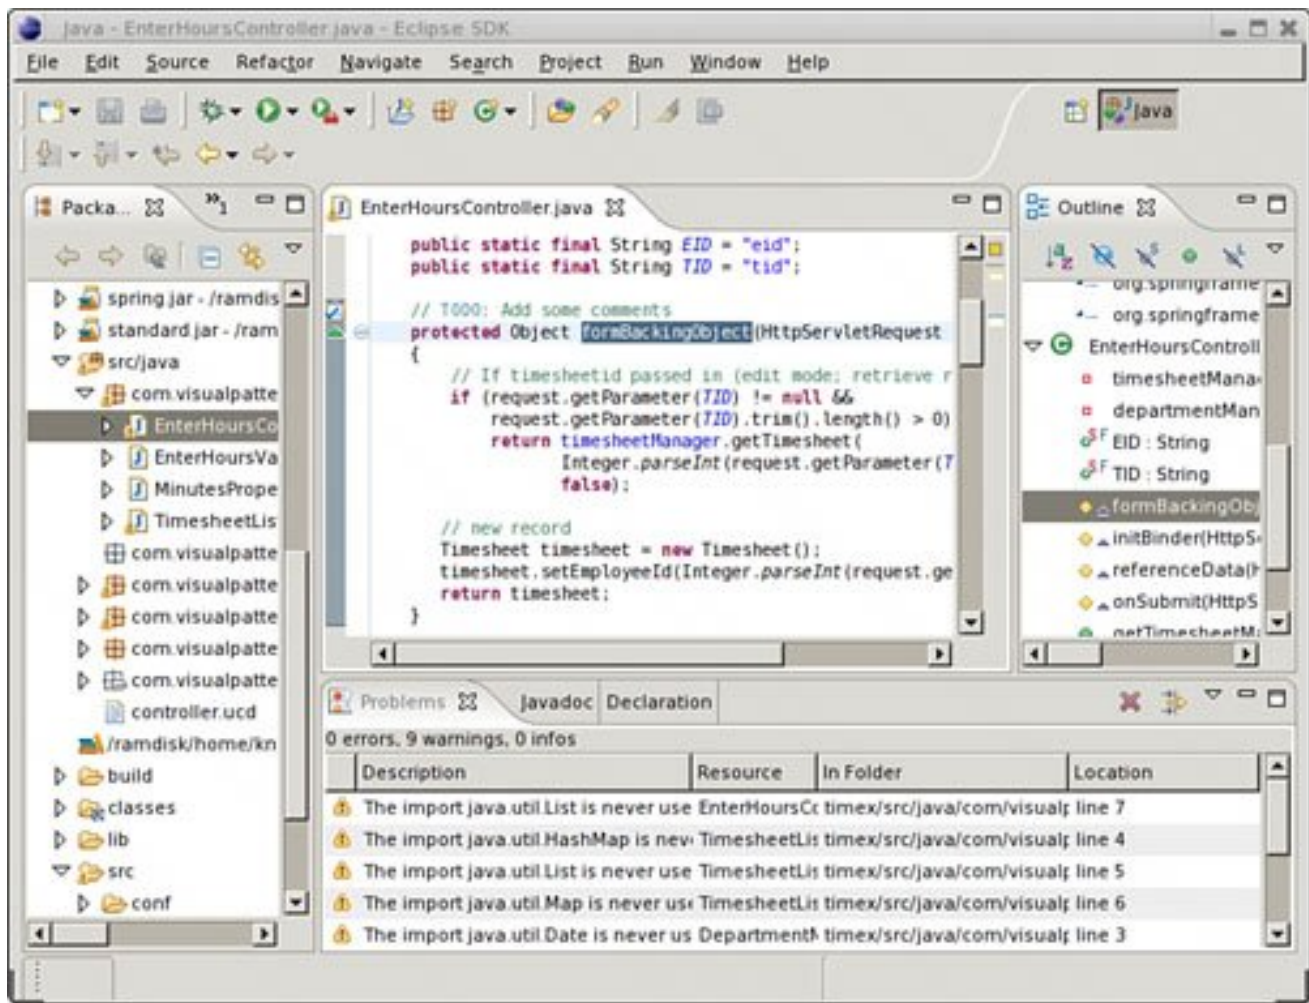 Java - EnterHoursController.java - Eclipse SDK
File Edit Source Refactor Navigate Search Project Run Window Help
Java
Packa... »1
spring.jar - /ramdis
standard.jar - /ram
src/java
com.visualpatte
EnterHoursCo
EnterHoursVa
MinutesPrope
TimesheetLis
com.visualpatte
com.visualpatte
com.visualpatte
com.visualpatte
com.visualpatte
controller.ucd
/ramdisk/home/kn
build
classes
lib
src
conf
EnterHoursController.java
public static final String EID = "eid";
public static final String TID = "tid";
// TODO: Add some comments
protected Object formBackingObject(HttpServletRequest
{
// If timesheetid passed in (edit mode; retrieve r
if (request.getParameter(TID) != null &&
request.getParameter(TID).trim().length() > 0)
return timesheetManager.getTimesheet(
Integer.parseInt(request.getParameter(T
false);
// new record
Timesheet timesheet = new Timesheet();
timesheet.setEmployeeId(Integer.parseInt(request.ge
return timesheet;
}
Outline
org.springframe
org.springframe
EnterHoursControll
timesheetMana
departmentMan
EID : String
TID : String
formBackingObj
initBinder(HttpS
referenceData(H
onSubmit(HttpS
getTimesheetMa
Problems Javadoc Declaration
0 errors, 9 warnings, 0 infos
Description Resource In Folder Location
The import java.util.List is never use EnterHoursCo timex/src/java/com/visualp line 7
The import java.util.HashMap is nev TimesheetLis timex/src/java/com/visualp line 4
The import java.util.List is never use TimesheetLis timex/src/java/com/visualp line 5
The import java.util.Map is never use TimesheetLis timex/src/java/com/visualp line 6
The import java.util.Date is never us DepartmentM timex/src/java/com/visualp line 3